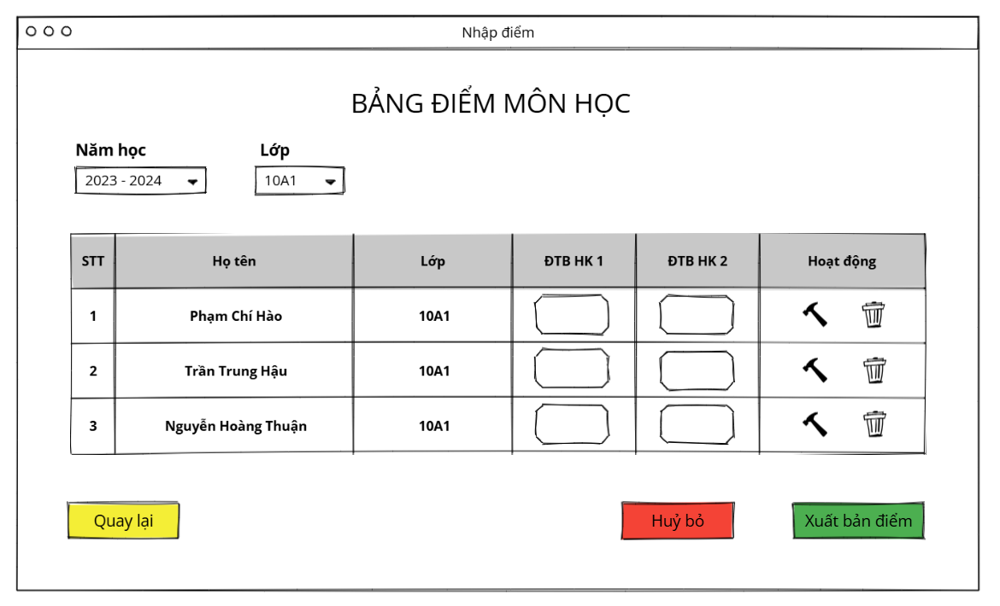 Nhập điểm
BẢNG ĐIỂM MÔN HỌC
Năm học Lớp
2023 - 2024 10A1
STT Họ tên Lớp ĐTB HK 1 ĐTB HK 2 Hoạt động
1 Phạm Chí Hào 10A1
2 Trần Trung Hậu 10A1
3 Nguyễn Hoàng Thuận 10A1
Quay lại Huỷ bỏ Xuất bản điểm